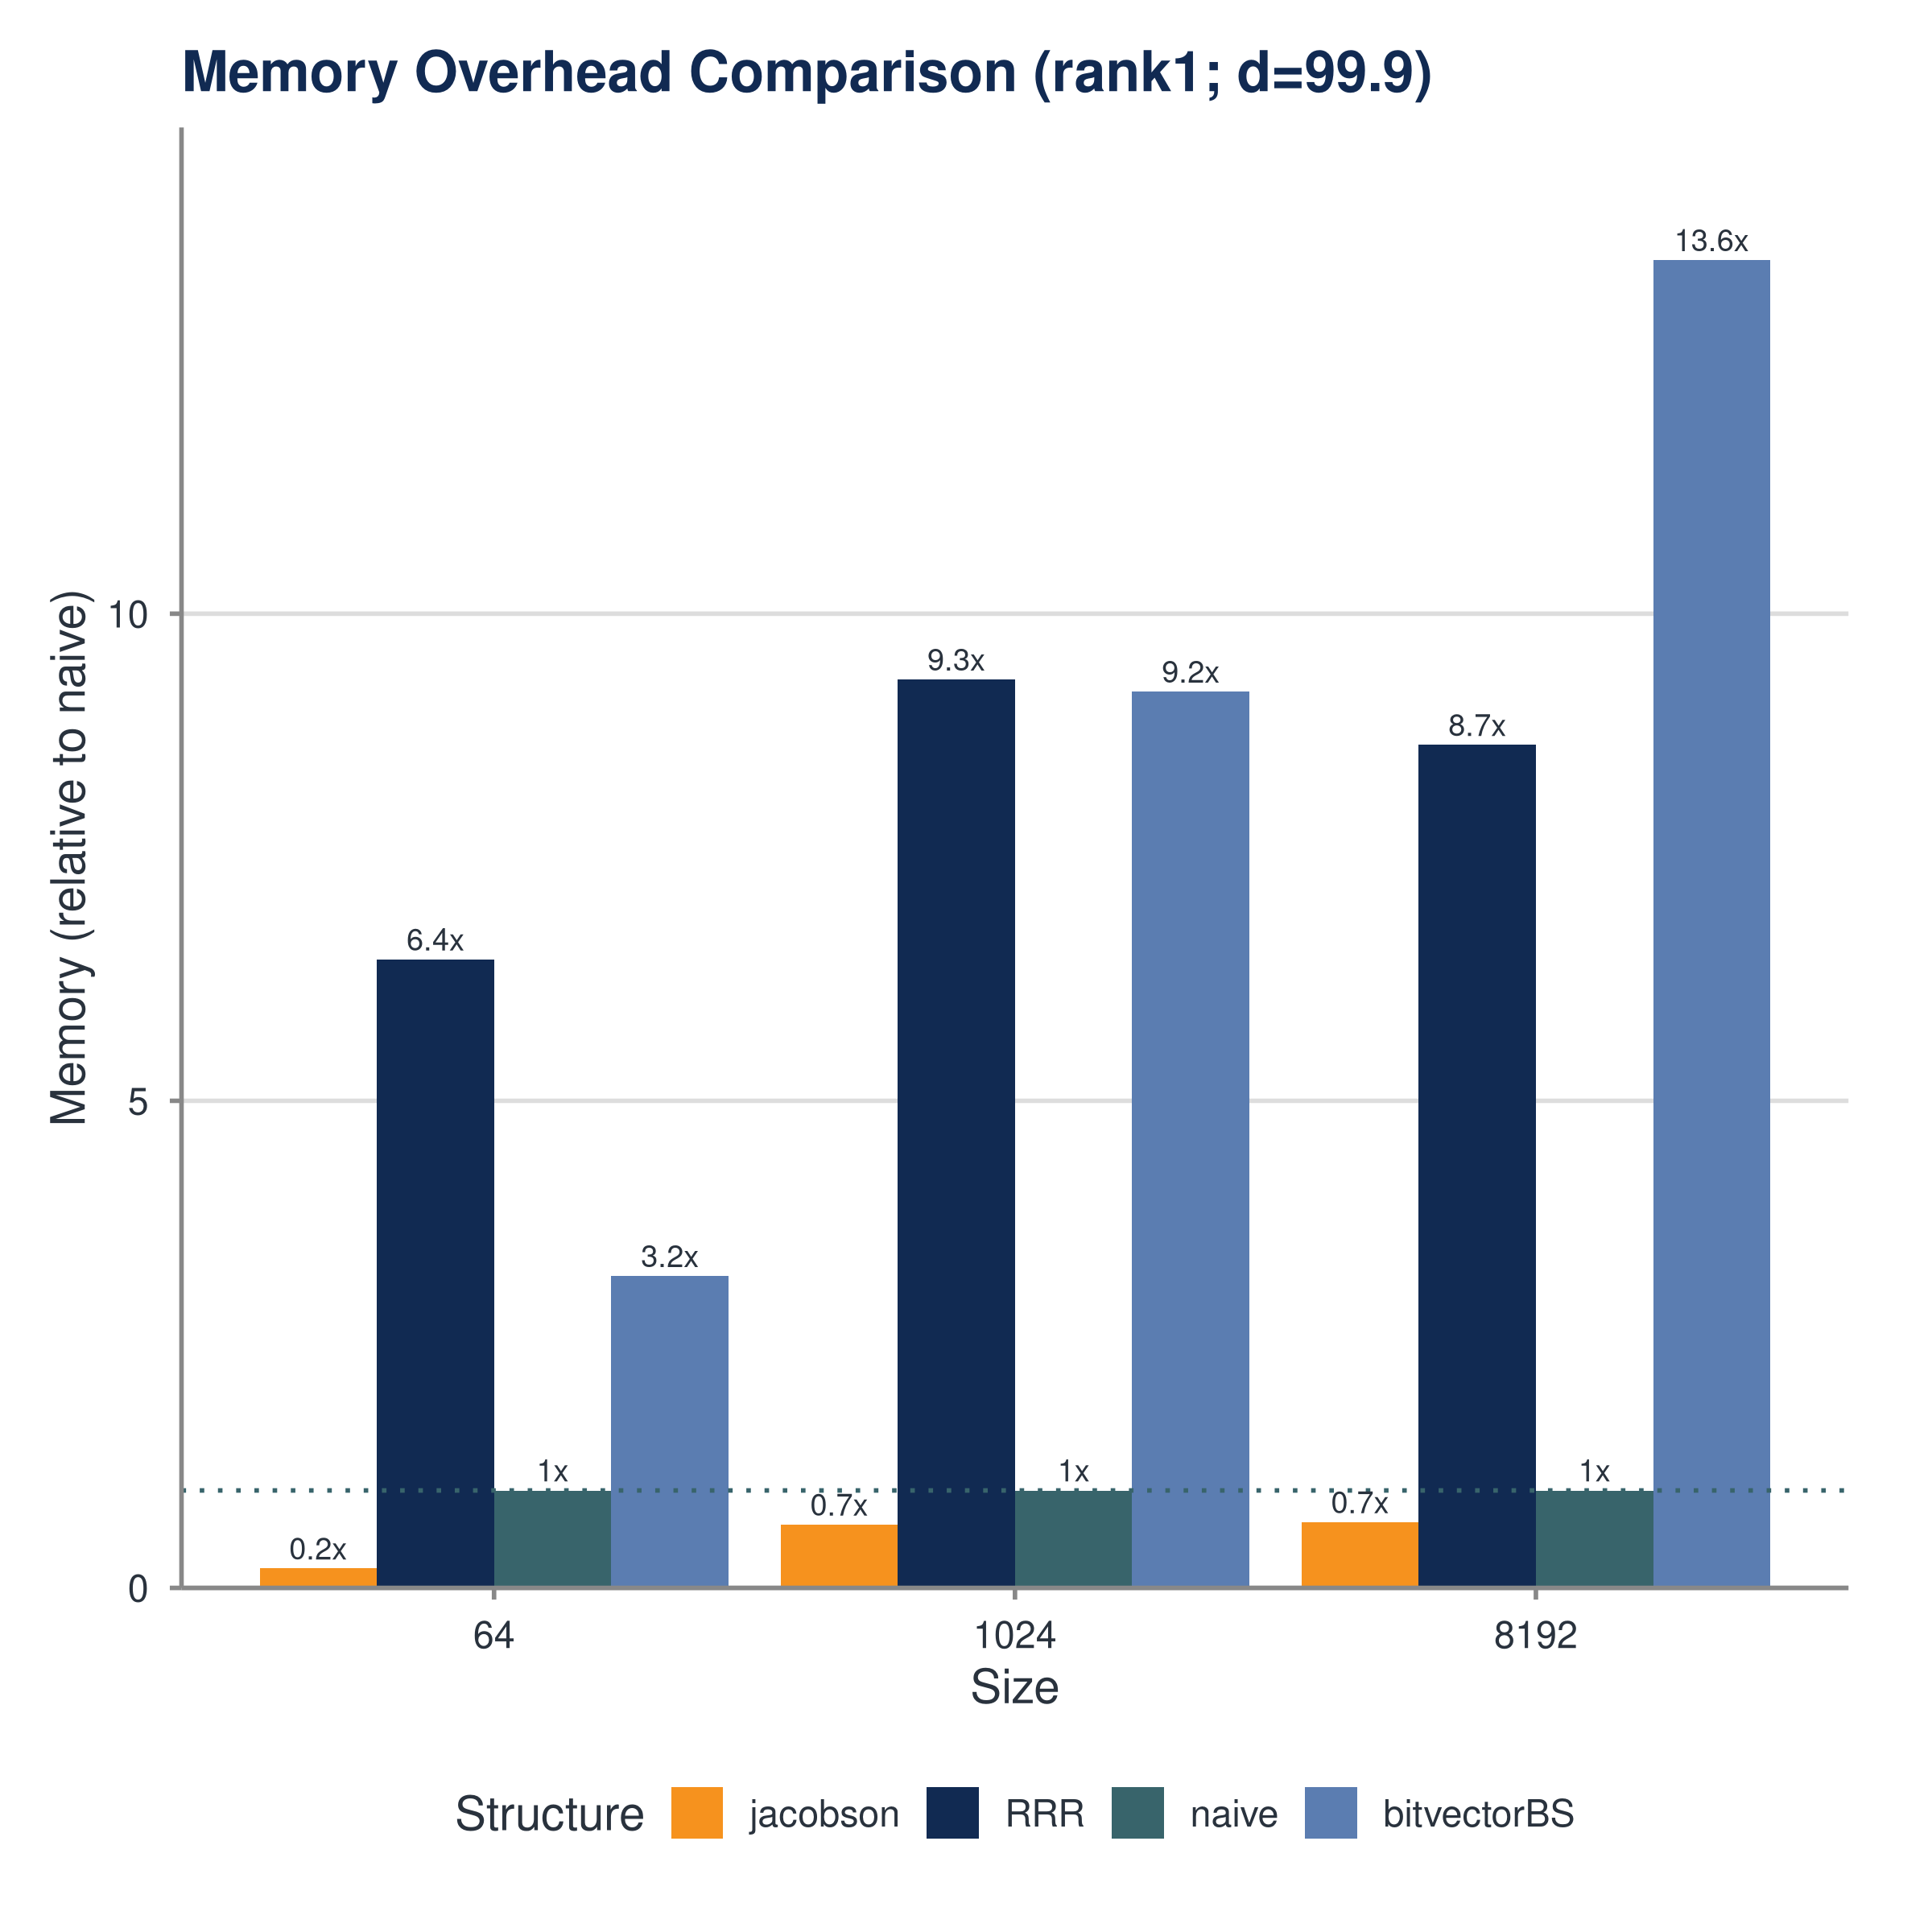 Memory Overhead Comparison (rank1; d=99.9)
Memory (relative to naive)
10
5
0
0.2x
6.4x
1x
3.2x
0.7x
9.3x
1x
9.2x
0.7x
8.7x
1x
13.6x
64
1024
8192
Size
Structure jacobson RRR naive bitvectorBS